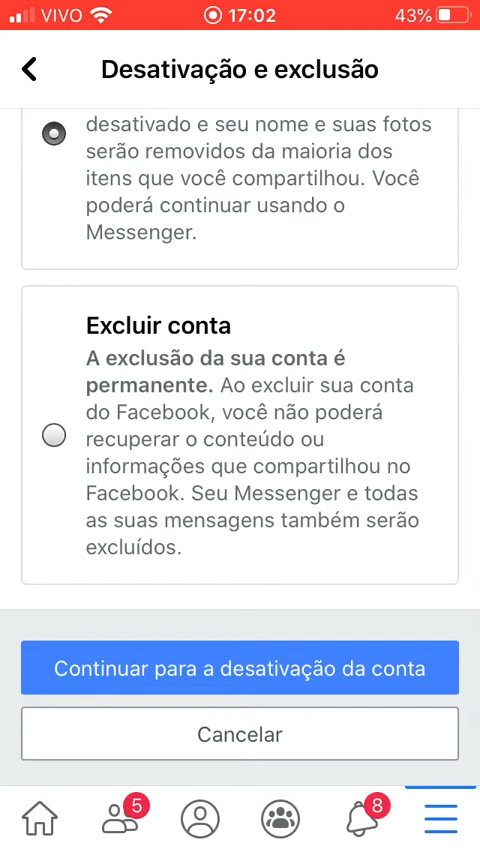 VIVO 17:02 43%
Desativação e exclusão
desativado e seu nome e suas fotos
serão removidos da maioria dos
itens que você compartilhou. Você
poderá continuar usando o
Messenger.
Excluir conta
A exclusão da sua conta é
permanente. Ao excluir sua conta
do Facebook, você não poderá
recuperar o conteúdo ou
informações que compartilhou no
Facebook. Seu Messenger e todas
as suas mensagens também serão
excluídos.
Continuar para a desativação da conta
Cancelar
5 8